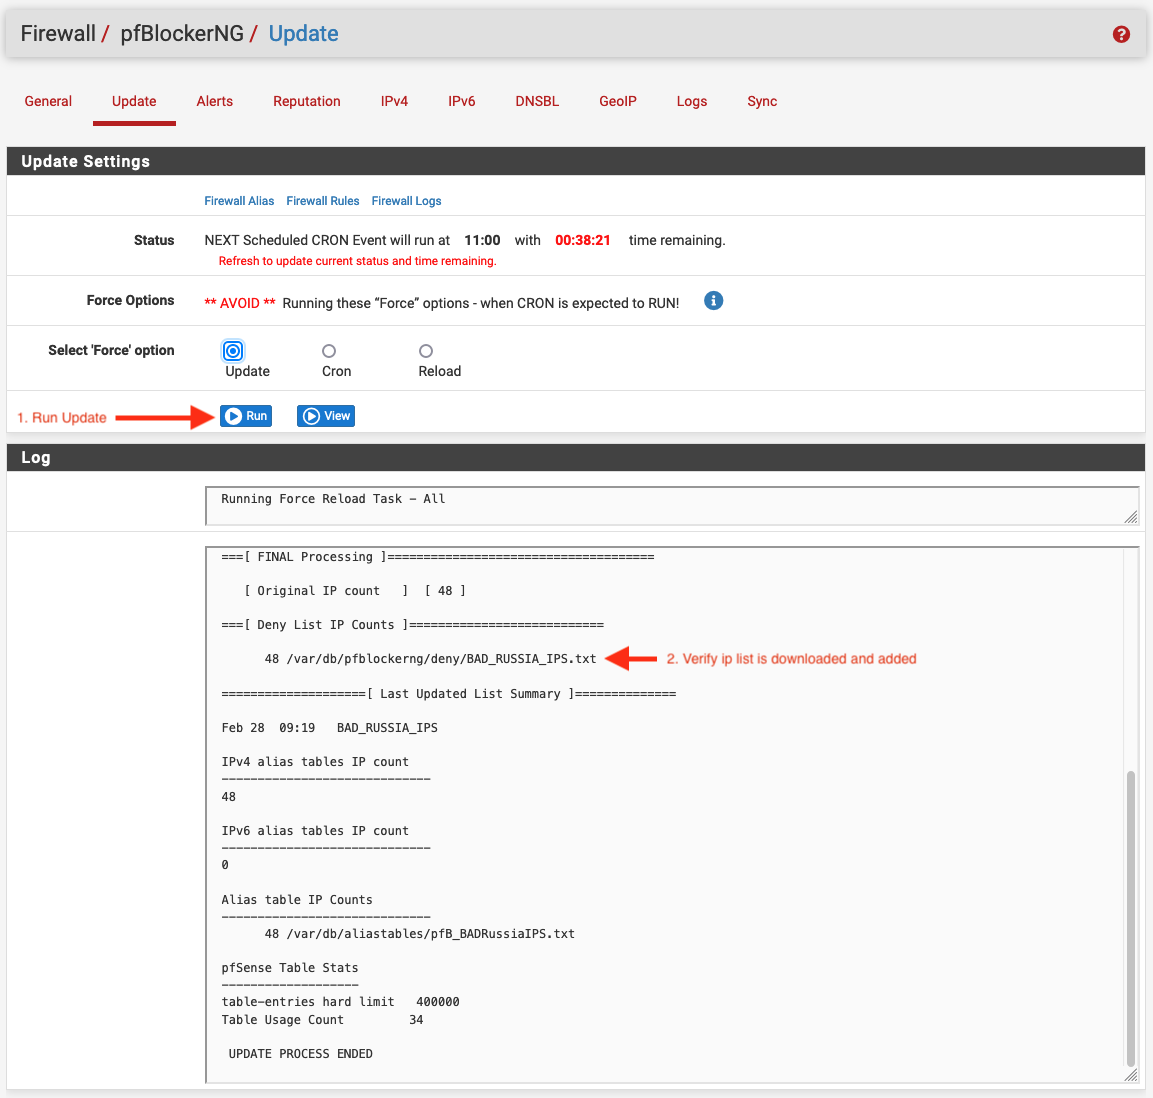 Firewall / pfBlockerNG / Update
General Update Alerts Reputation IPv4 IPv6 DNSBL GeoIP Logs Sync
Update Settings
Firewall Alias Firewall Rules Firewall Logs
Status NEXT Scheduled CRON Event will run at 11:00 with 00:38:21 time remaining.
Refresh to update current status and time remaining.
Force Options ** AVOID ** Running these “Force” options - when CRON is expected to RUN!
Select 'Force' option
Update Cron Reload
1. Run Update Run View
Log
Running Force Reload Task - All
===[ FINAL Processing ]=====================================
[ Original IP count   ]  [ 48 ]
===[ Deny List IP Counts ]===========================
48 /var/db/pfblockerng/deny/BAD_RUSSIA_IPS.txt 2. Verify ip list is downloaded and added
====================[ Last Updated List Summary ]==============
Feb 28  09:19   BAD_RUSSIA_IPS
IPv4 alias tables IP count
-----------------------------
48
IPv6 alias tables IP count
-----------------------------
0
Alias table IP Counts
-----------------------------
48 /var/db/aliastables/pfB_BADRussiaIPS.txt
pfSense Table Stats
-------------------
table-entries hard limit   400000
Table Usage Count         34
UPDATE PROCESS ENDED